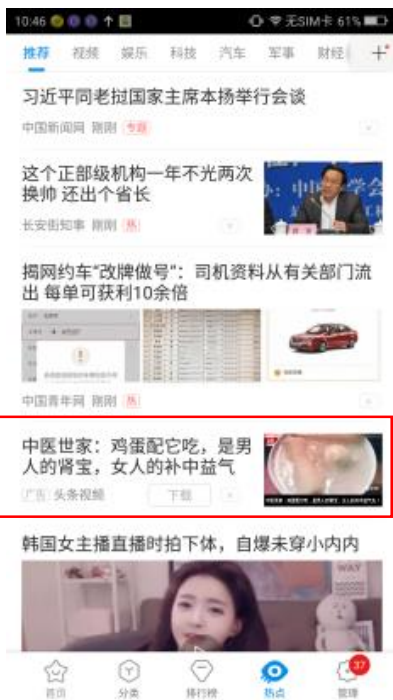 10:46
无SIM卡 61%
推荐 视频 娱乐 科技 汽车 军事 财经
习近平同老挝国家主席本扬举行会谈
中国新闻网 刚刚 专题
这个正部级机构一年不光两次
换帅 还出个省长
长安街知事 刚刚 热
揭网约车“改牌做号”：司机资料从有关部门流
出 每单可获利10余倍
中国青年网 刚刚 热
中医世家：鸡蛋配它吃，是男
人的肾宝，女人的补中益气
广告 头条视频 下载
韩国女主播直播时拍下体，自爆未穿小内内
WAY
37
首页 分类 排行榜 热点 管理